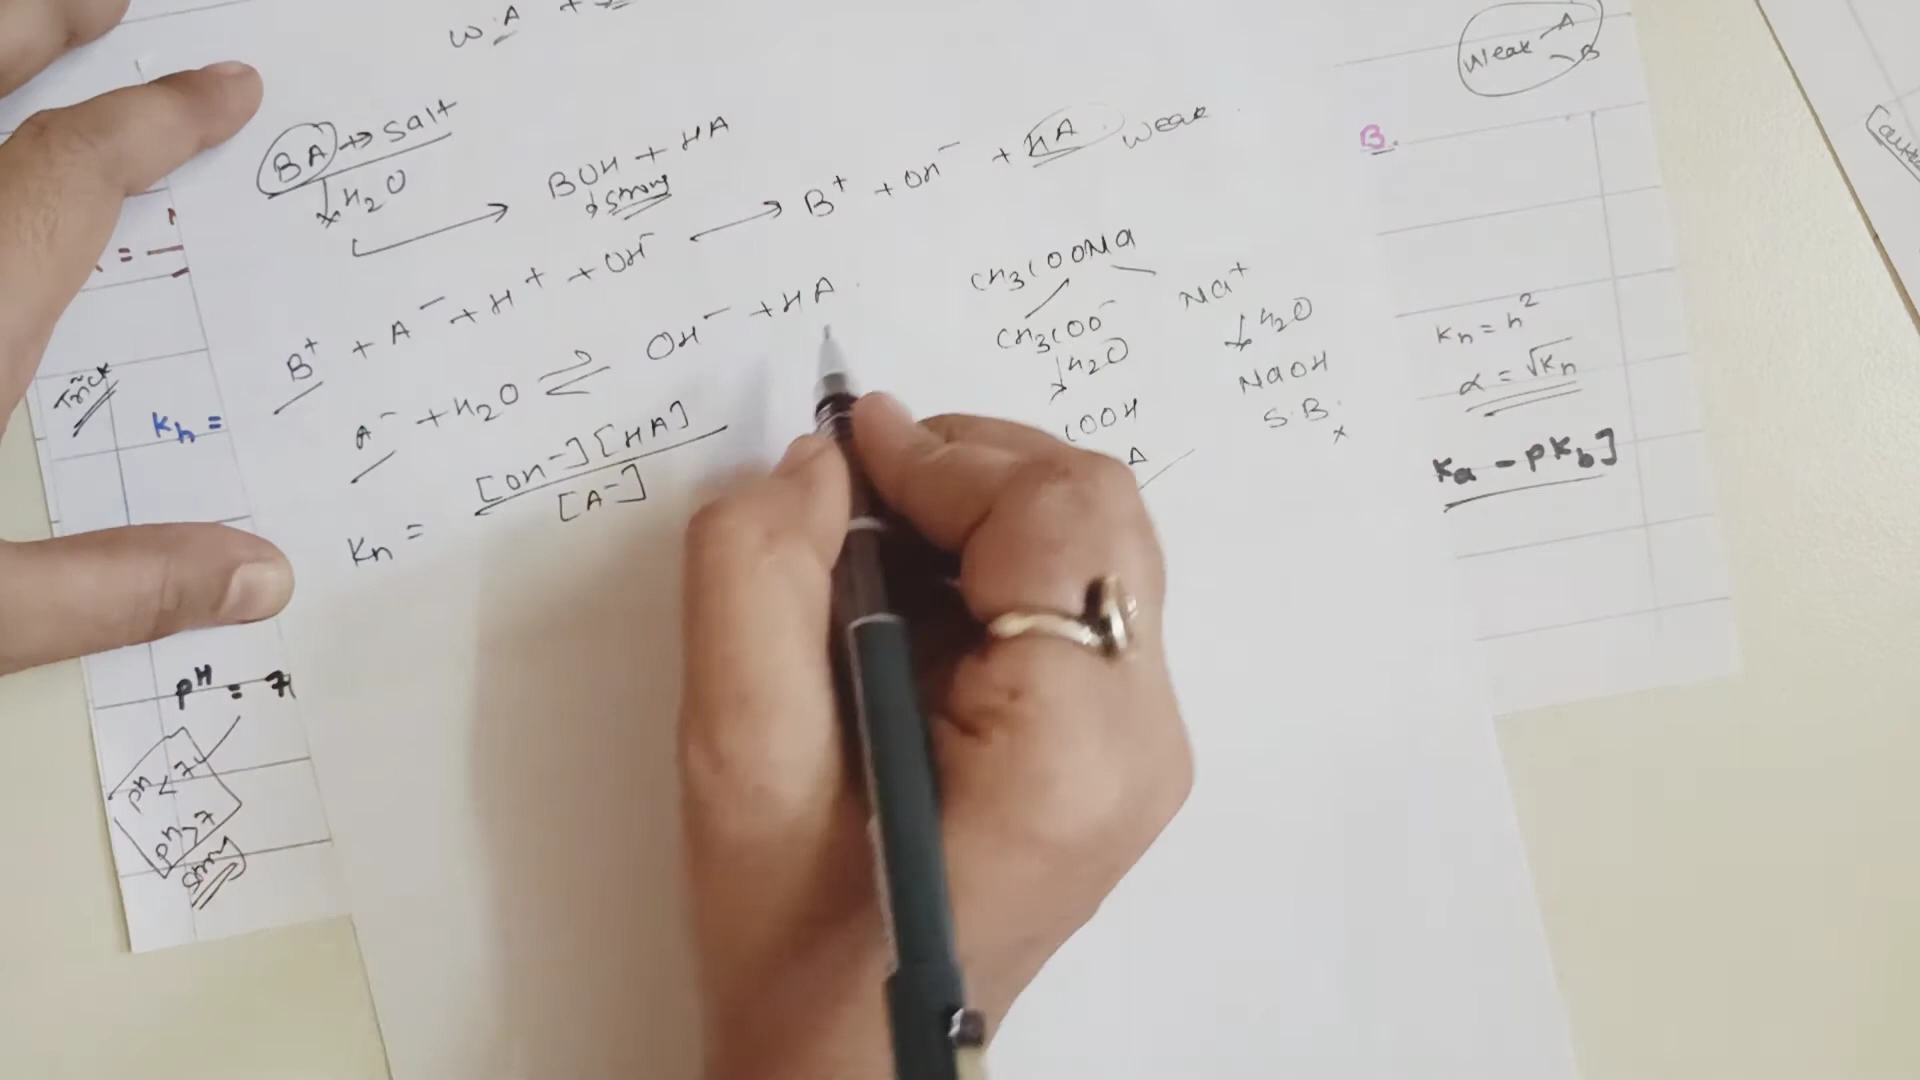 W.A +
Weak A
B
BA → salt
↓ H2O
BOH + HA
↓ strong
B+ + A- + H+ + OH- → B+ + OH- + HA weak
A- + H2O ⇌ OH- + HA
Kh = [OH-][HA] / [A-]
CH3COONa
CH3COO- Na+
↓ H2O ↓ H2O
COOH NaOH
A S.B.
x
B.
Kh = h2
α = √Kh
Ka - pKb]
=
Trick
Kh =
pH = 7
pH < 7
pH > 7